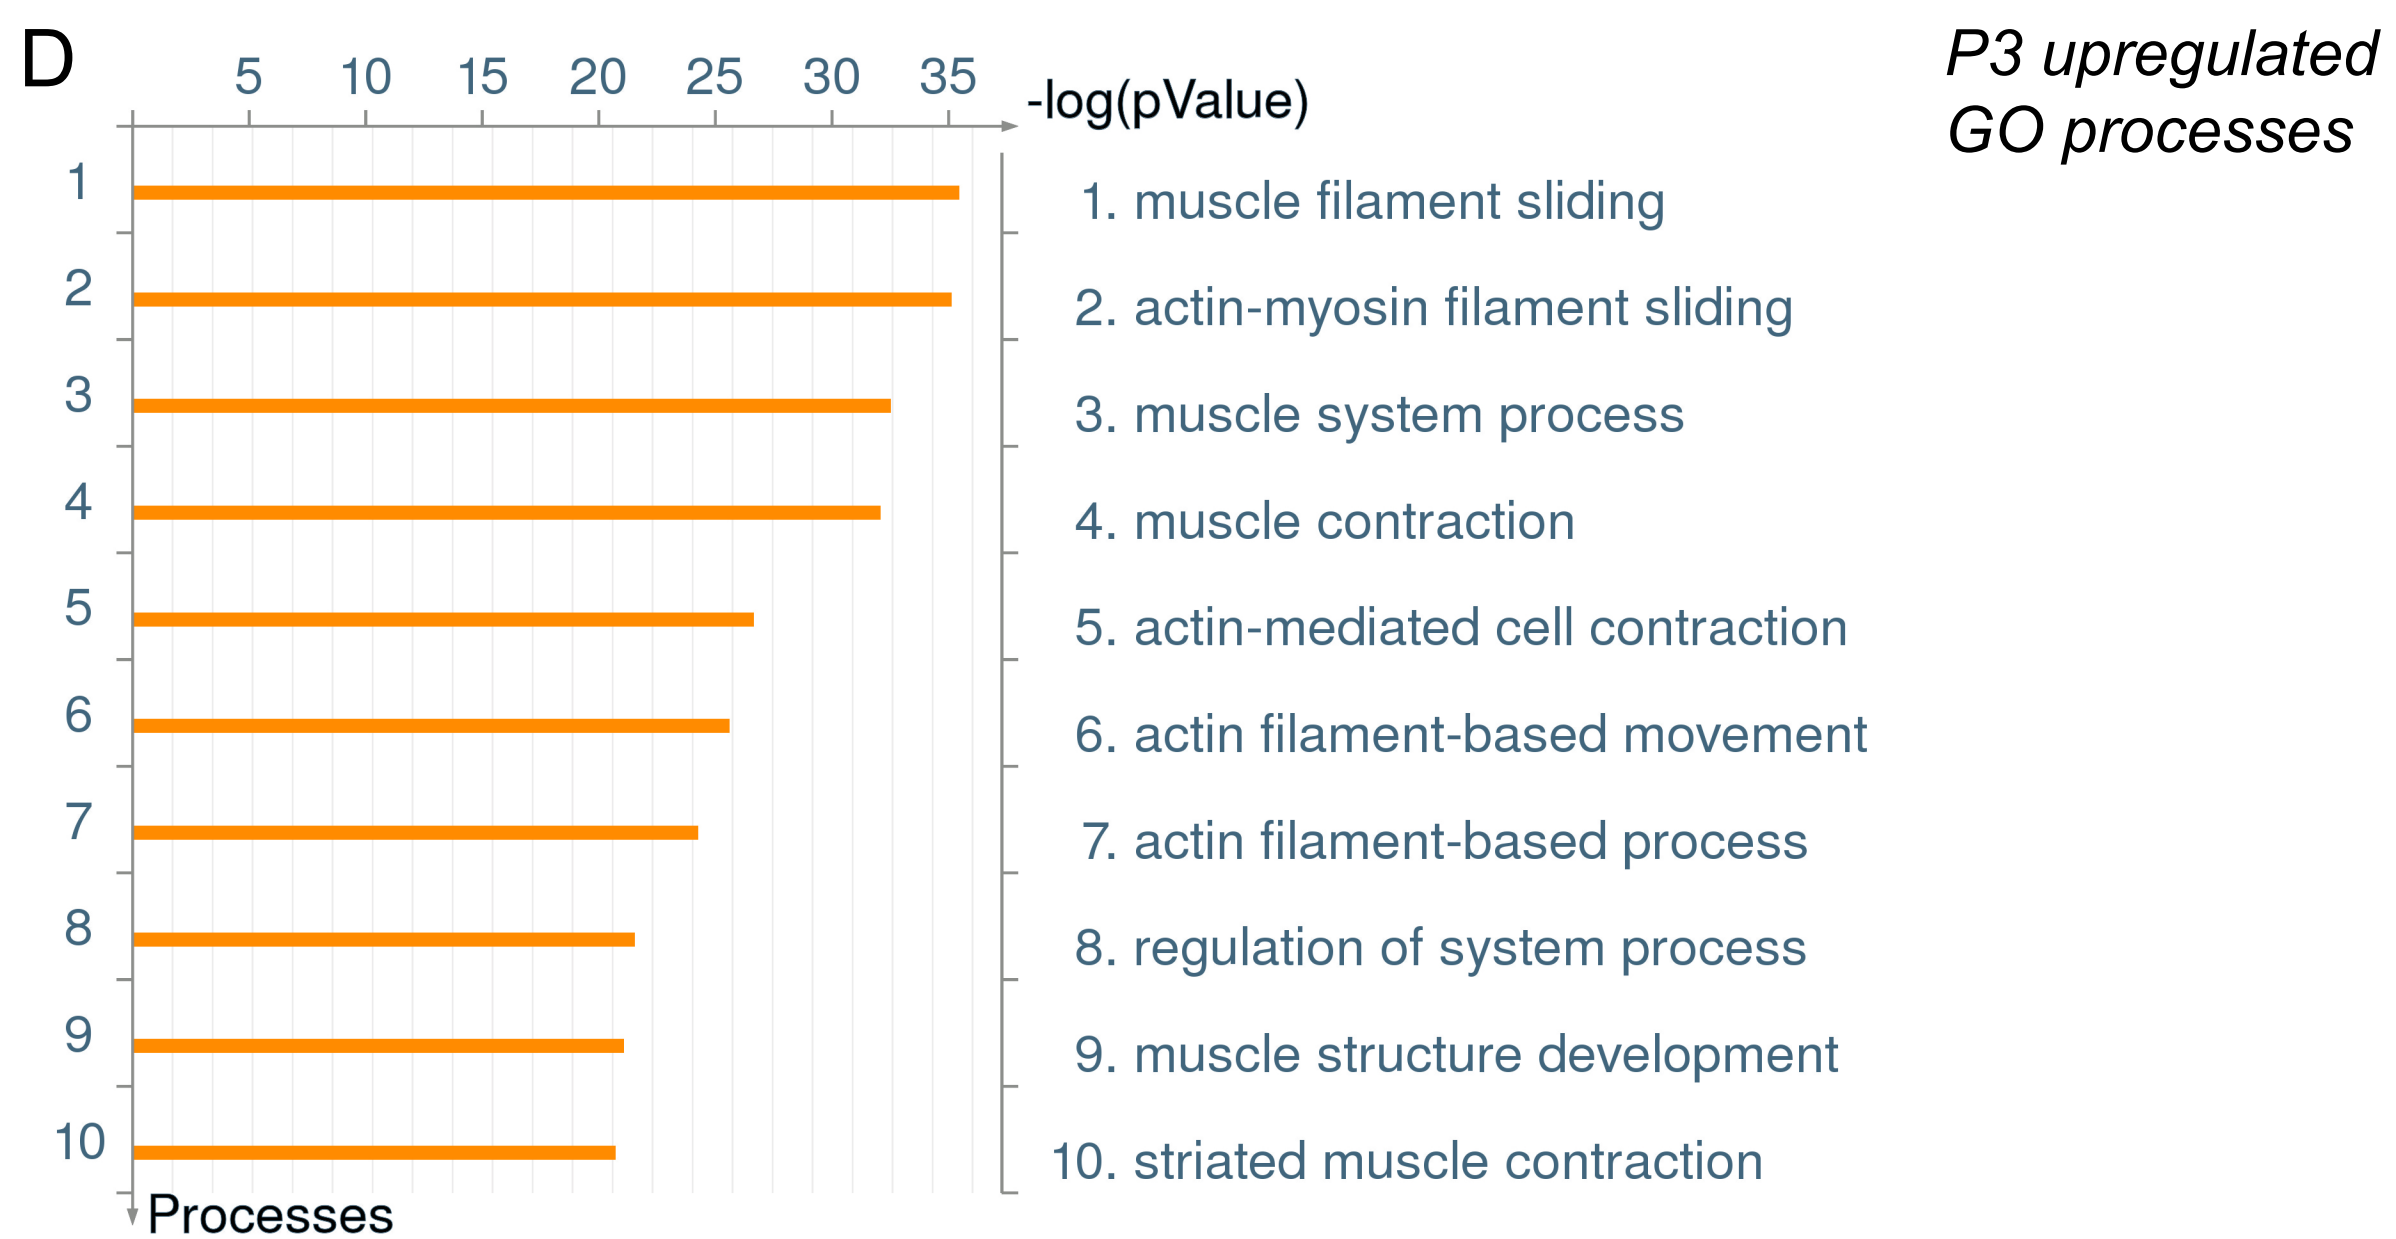 D
P3 upregulated
GO processes
5 10 15 20 25 30 35
-log(pValue)
1
1. muscle filament sliding
2
2. actin-myosin filament sliding
3
3. muscle system process
4
4. muscle contraction
5
5. actin-mediated cell contraction
6
6. actin filament-based movement
7
7. actin filament-based process
8
8. regulation of system process
9
9. muscle structure development
10
10. striated muscle contraction
Processes